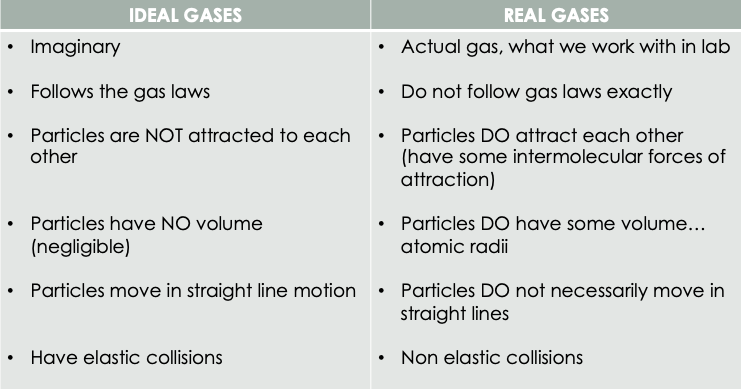 IDEAL GASES
REAL GASES
• Imaginary
• Actual gas, what we work with in lab
• Follows the gas laws
• Do not follow gas laws exactly
• Particles are NOT attracted to each
other
• Particles DO attract each other
(have some intermolecular forces of
attraction)
• Particles have NO volume
(negligible)
• Particles DO have some volume…
atomic radii
• Particles move in straight line motion
• Particles DO not necessarily move in
straight lines
• Have elastic collisions
• Non elastic collisions